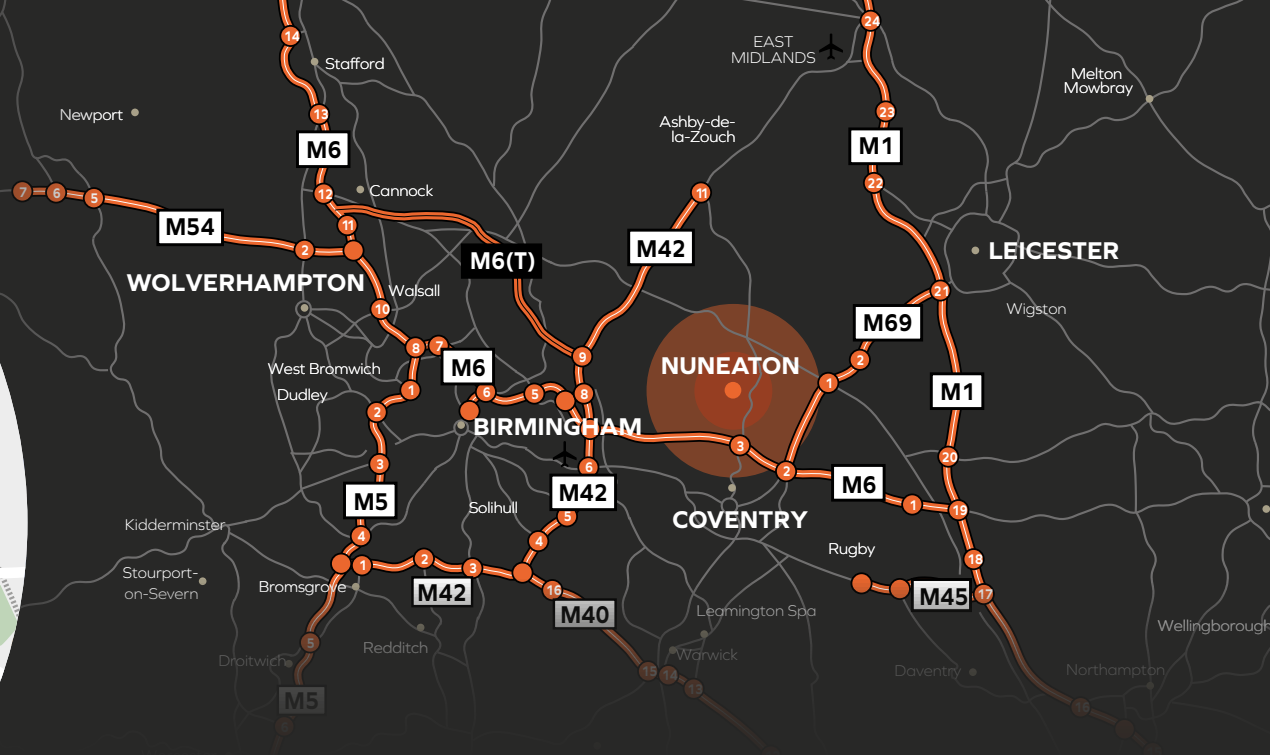 24
14
EAST
MIDLANDS
Stafford
Melton
Mowbray
13
23
Newport
Ashby-de-
la-Zouch
M6
M1
22
7
6
5
12
Cannock
11
11
M54
M42
2
LEICESTER
M6(T)
WOLVERHAMPTON
Walsall
21
10
Wigston
M69
8
7
9
2
M6
NUNEATON
West Bromwich
1
1
M1
Dudley
6
5
8
2
BIRMINGHAM
3
20
3
6
2
M5
M42
M6
Solihull
5
1
19
COVENTRY
Kidderminster
4
4
Rugby
18
Stourport-
on-Severn
1
2
3
Bromsgrove
M42
16
M45
17
M40
Leamington Spa
Wellingborough
5
Redditch
Droitwich
Warwick
15
14
13
Daventry
Northampton
M5
16